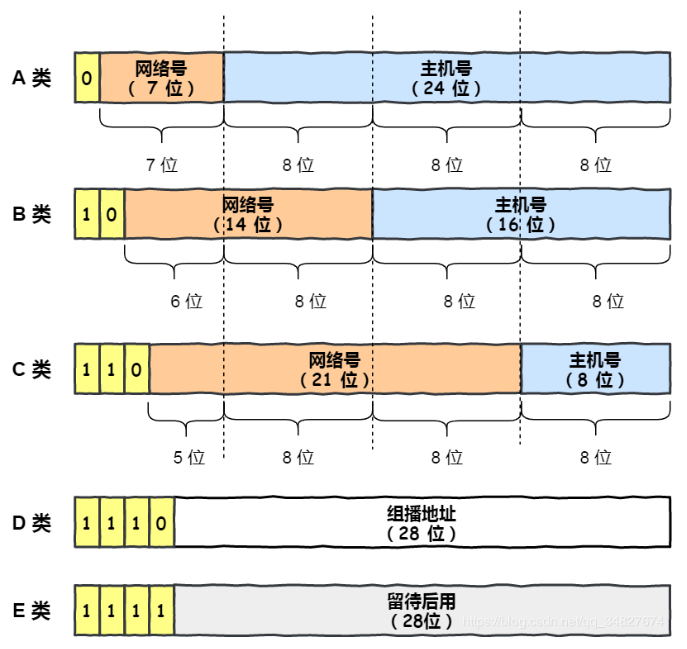 A 类
0
网络号
（ 7 位）
主机号
（24 位）
7 位
8 位
8 位
8 位
B 类
1 0
网络号
（14 位）
主机号
（16 位）
6 位
8 位
8 位
8 位
C 类
1 1 0
网络号
（21 位）
主机号
（8 位）
5 位
8 位
8 位
8 位
D 类
1 1 1 0
组播地址
（28 位）
E 类
1 1 1 1
留待后用
（28位）
https://blog.csdn.net/qq_34827674